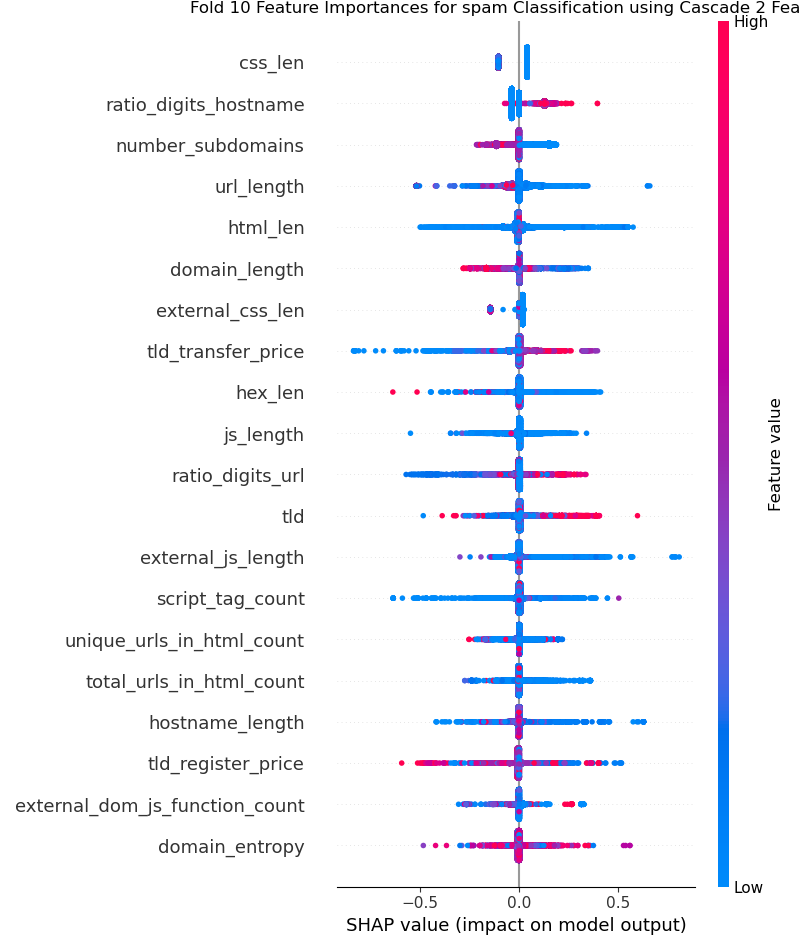 Fold 10 Feature Importances for spam Classification using Cascade 2 Fea
High
css_len
ratio_digits_hostname
number_subdomains
url_length
html_len
domain_length
external_css_len
tld_transfer_price
hex_len
js_length
ratio_digits_url
tld
external_js_length
script_tag_count
unique_urls_in_html_count
total_urls_in_html_count
hostname_length
tld_register_price
external_dom_js_function_count
domain_entropy
Feature value
Low
−0.5 0.0 0.5
SHAP value (impact on model output)